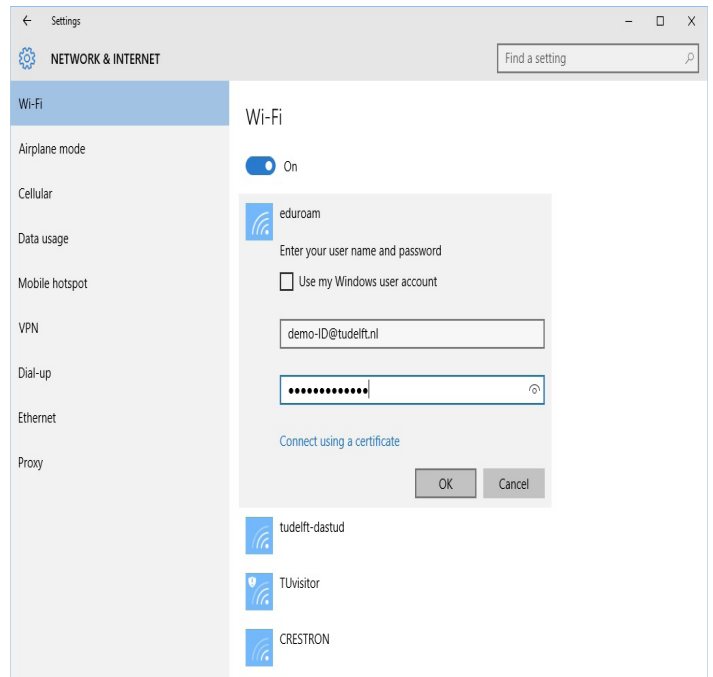 Settings
NETWORK & INTERNET
Find a setting
Wi-Fi
Airplane mode
Cellular
Data usage
Mobile hotspot
VPN
Dial-up
Ethernet
Proxy
Wi-Fi
On
eduroam
Enter your user name and password
Use my Windows user account
demo-ID@tudelft.nl
•••••••••••••
Connect using a certificate
OK Cancel
tudelft-dastud
TUvisitor
CRESTRON